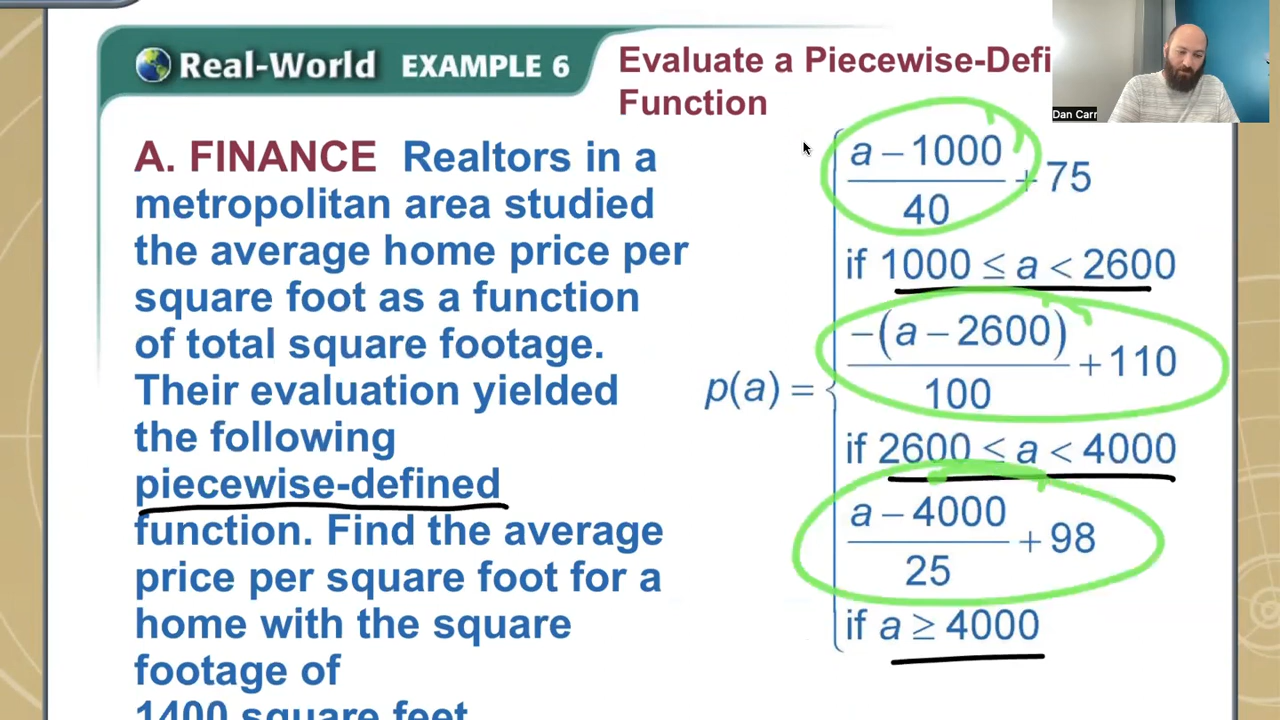 Real-World EXAMPLE 6
Evaluate a Piecewise-Defi
Function
Dan Carr
A. FINANCE Realtors in a
metropolitan area studied
the average home price per
square foot as a function
of total square footage.
Their evaluation yielded
the following
piecewise-defined
function. Find the average
price per square foot for a
home with the square
footage of
1400 square feet.
p(a) =
a – 1000
40
+ 75
if 1000 ≤ a < 2600
–(a – 2600)
100
+ 110
if 2600 ≤ a < 4000
a – 4000
25
+ 98
if a ≥ 4000